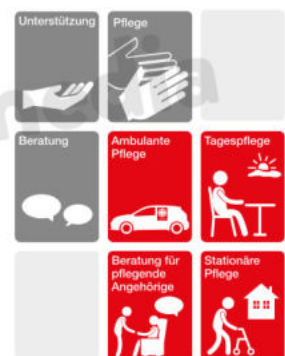 Unterstützung
Pflege
Beratung
Ambulante
Pflege
Tagespflege
Beratung für
pflegende
Angehörige
Stationäre
Pflege